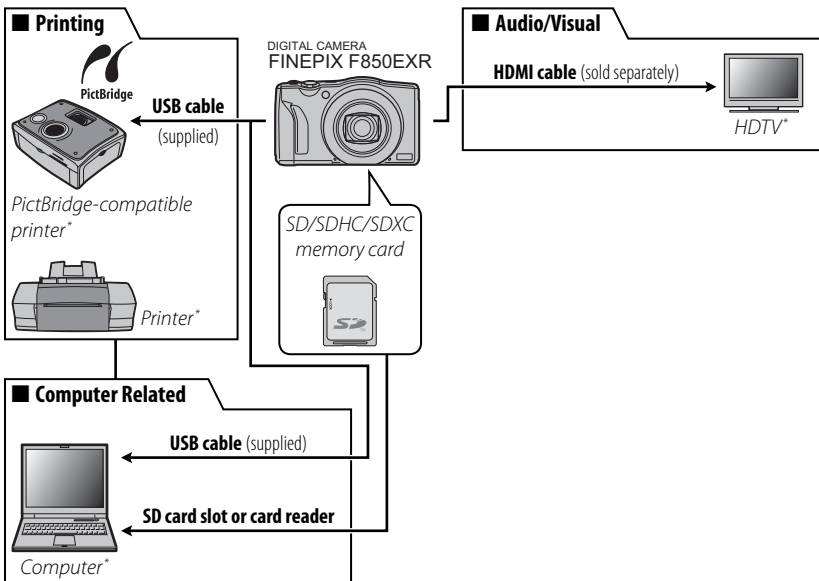 ■ Printing
PictBridge
USB cable
(supplied)
PictBridge-compatible
printer*
Printer*
DIGITAL CAMERA
FINEPIX F850EXR
SD/SDHC/SDXC
memory card
SD
■ Audio/Visual
HDMI cable (sold separately)
HDTV*
■ Computer Related
USB cable (supplied)
SD card slot or card reader
Computer*